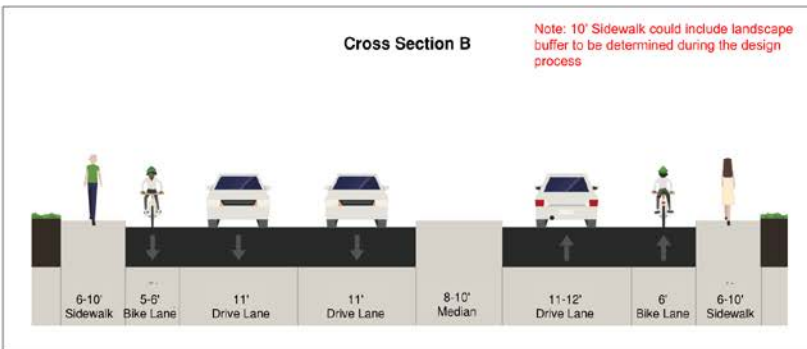 Cross Section B
Note: 10' Sidewalk could include landscape
buffer to be determined during the design
process
6-10'
Sidewalk
5-6'
Bike Lane
11'
Drive Lane
11'
Drive Lane
8-10'
Median
11-12'
Drive Lane
6'
Bike Lane
6-10'
Sidewalk